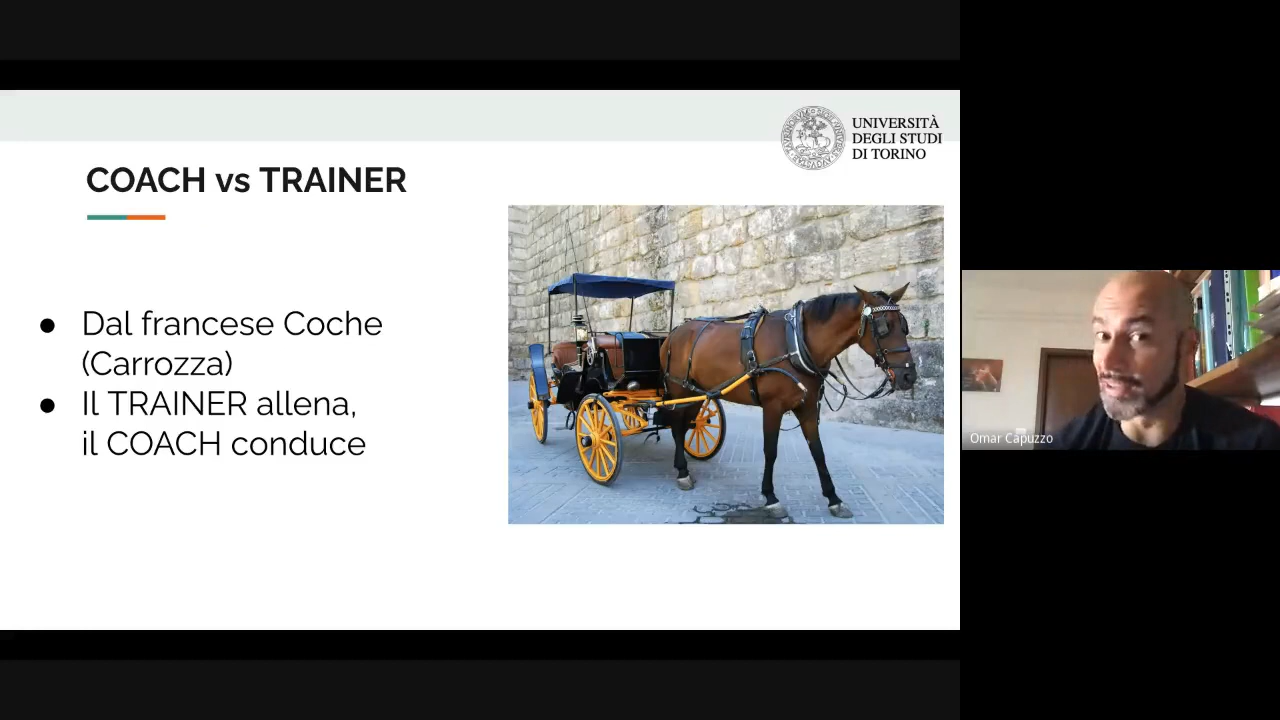 UNIVERSITÀ
DEGLI STUDI
DI TORINO
COACH vs TRAINER
● Dal francese Coche
(Carrozza)
● Il TRAINER allena,
il COACH conduce
Omar Capuzzo